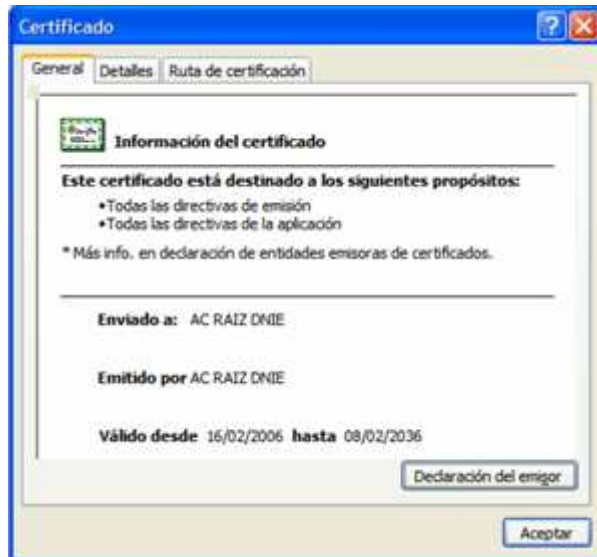 Certificado
General Detalles Ruta de certificación
Información del certificado
Este certificado está destinado a los siguientes propósitos:
•Todas las directivas de emisión
•Todas las directivas de la aplicación
* Más info. en declaración de entidades emisoras de certificados.
Enviado a: AC RAIZ DNIE
Emitido por AC RAIZ DNIE
Válido desde 16/02/2006 hasta 08/02/2036
Declaración del emisor
Aceptar